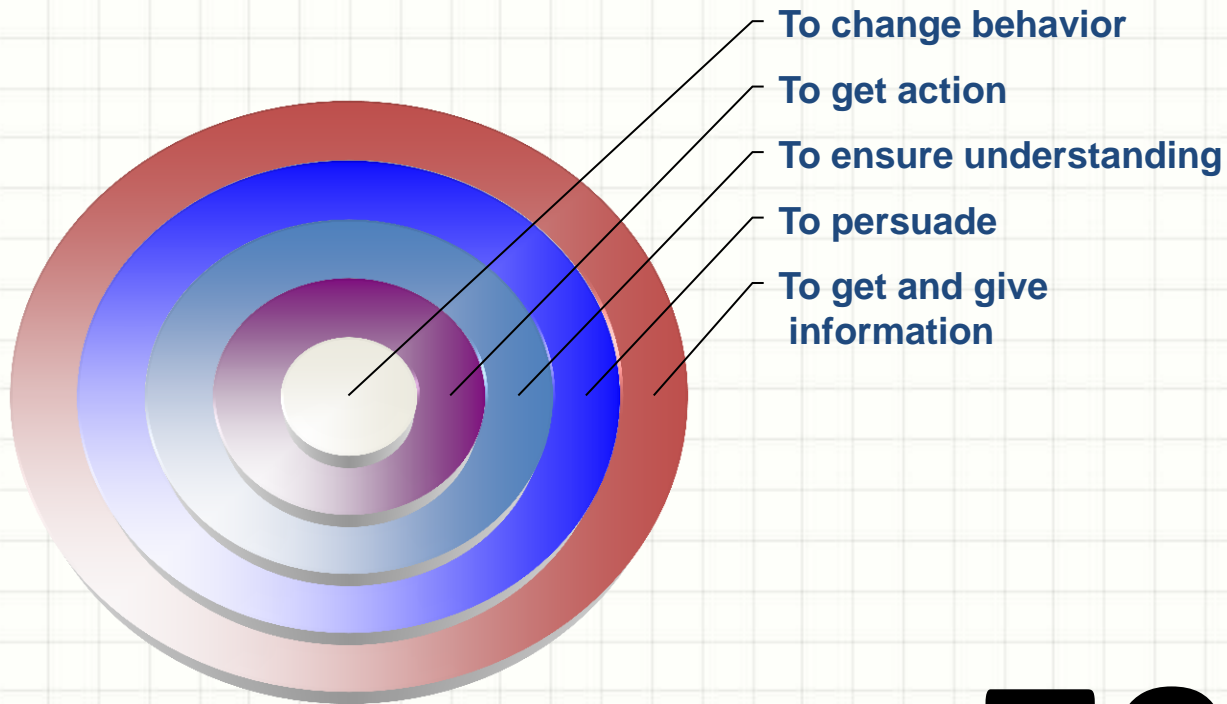 To change behavior
To get action
To ensure understanding
To persuade
To get and give
information